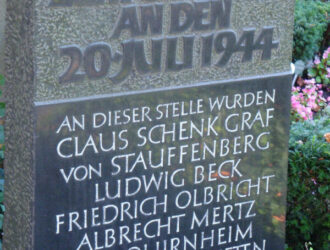 AN DEN
20·JULI 1944
AN DIESER STELLE WURDEN
CLAUS SCHENK GRAF
VON STAUFFENBERG
LUDWIG BECK
FRIEDRICH OLBRICHT
ALBRECHT MERTZ
QUIRNHEIM